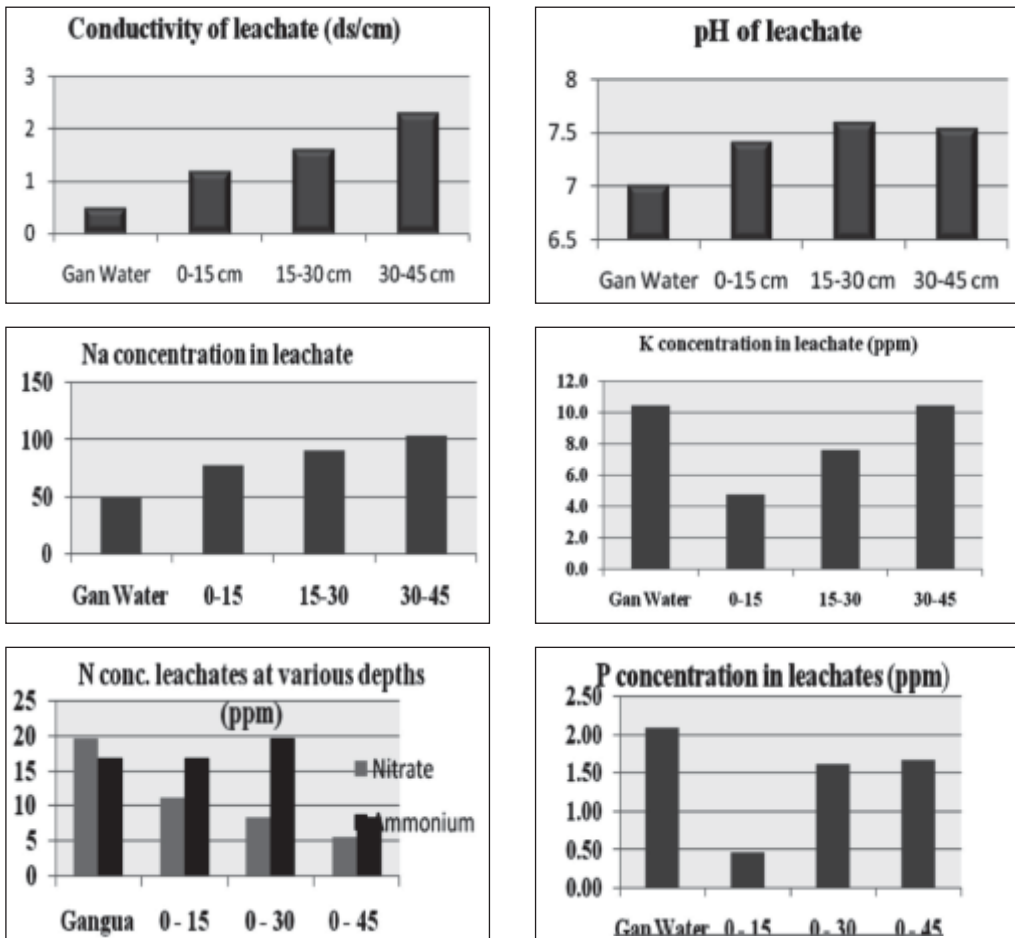 Conductivity of leachate (ds/cm)
3
2
1
0
Gan Water 0-15 cm 15-30 cm 30-45 cm
pH of leachate
8
7.5
7
6.5
Gan Water 0-15 cm 15-30 cm 30-45 cm
Na concentration in leachate
150
100
50
0
Gan Water 0-15 15-30 30-45
K concentration in leachate (ppm)
12.0
10.0
8.0
6.0
4.0
2.0
0.0
Gan Water 0-15 15-30 30-45
N conc. leachates at various depths
(ppm)
25
20
15
10
5
0
Nitrate
Ammonium
Gangua 0 - 15 0 - 30 0 - 45
P concentration in leachates (ppm)
2.50
2.00
1.50
1.00
0.50
0.00
Gan Water 0 - 15 0 - 30 0 - 45